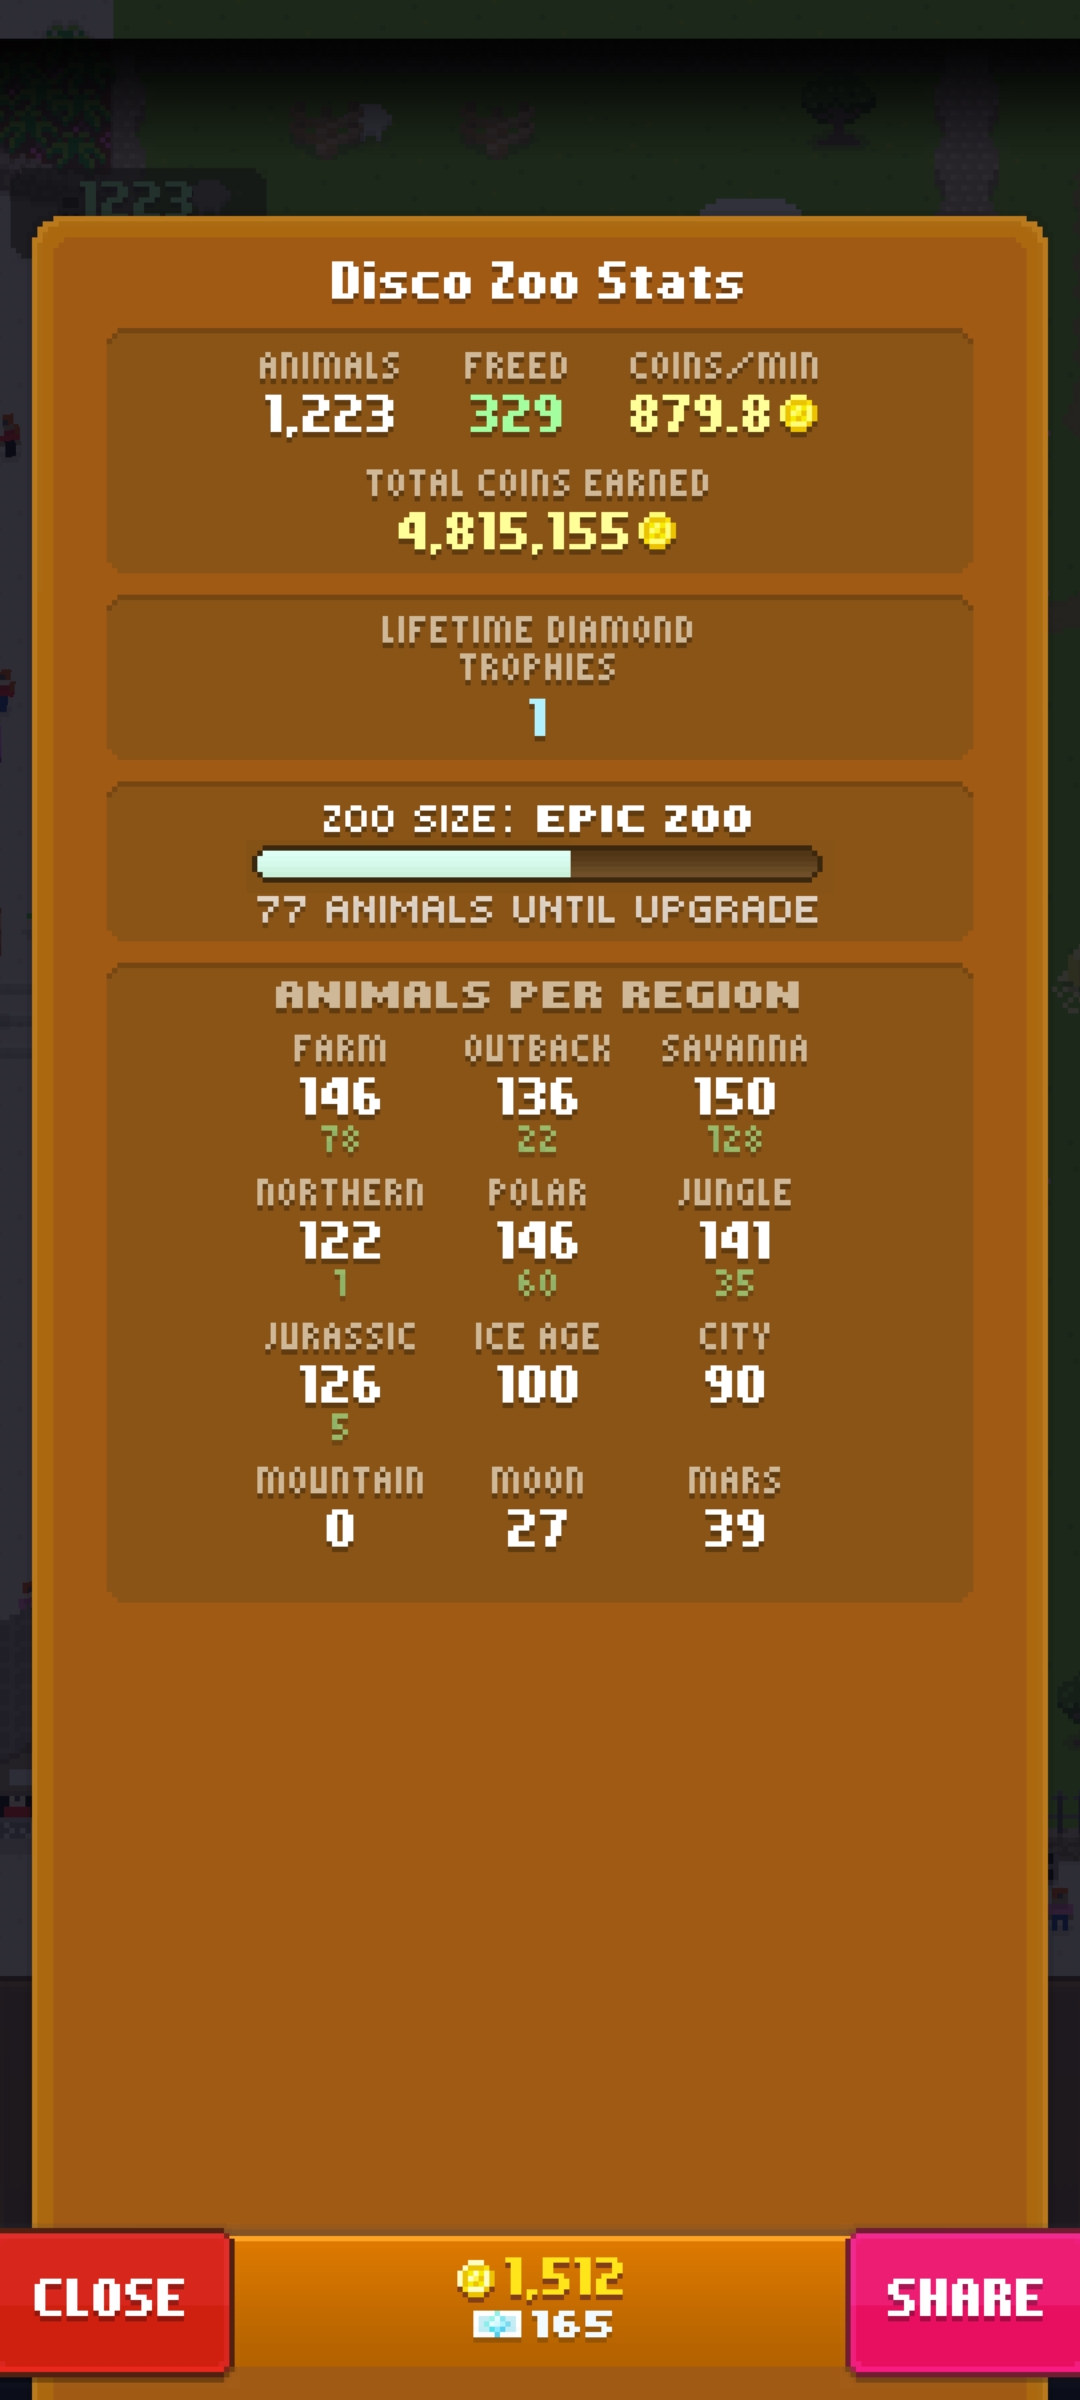 1223
Disco Zoo Stats
ANIMALS FREED COINS/MIN
1,223 329 879.8
TOTAL COINS EARNED
4,815,155
LIFETIME DIAMOND
TROPHIES
1
ZOO SIZE: EPIC ZOO
77 ANIMALS UNTIL UPGRADE
ANIMALS PER REGION
FARM OUTBACK SAVANNA
146 136 150
78 22 128
NORTHERN POLAR JUNGLE
122 146 141
1 60 35
JURASSIC ICE AGE CITY
126 100 90
5
MOUNTAIN MOON MARS
0 27 39
CLOSE
1,512
165
SHARE